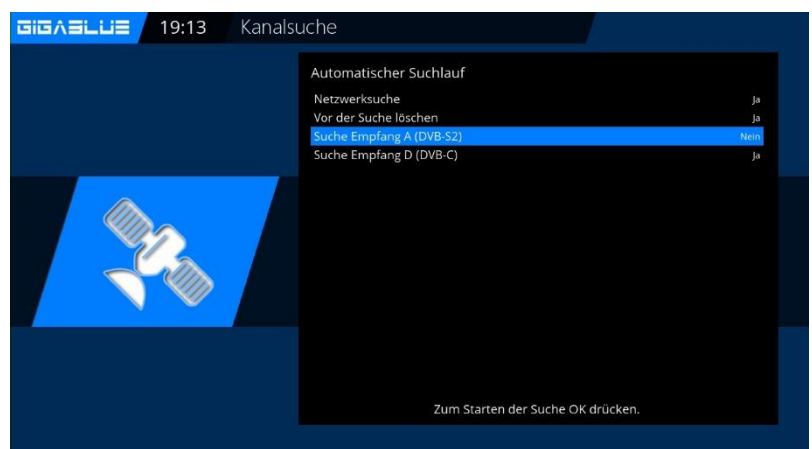 GIGABLUE 19:13 Kanalsuche
Automatischer Suchlauf
Netzwerksuche Ja
Vor der Suche löschen Ja
Suche Empfang A (DVB-S2) Nein
Suche Empfang D (DVB-C) Ja
Zum Starten der Suche OK drücken.